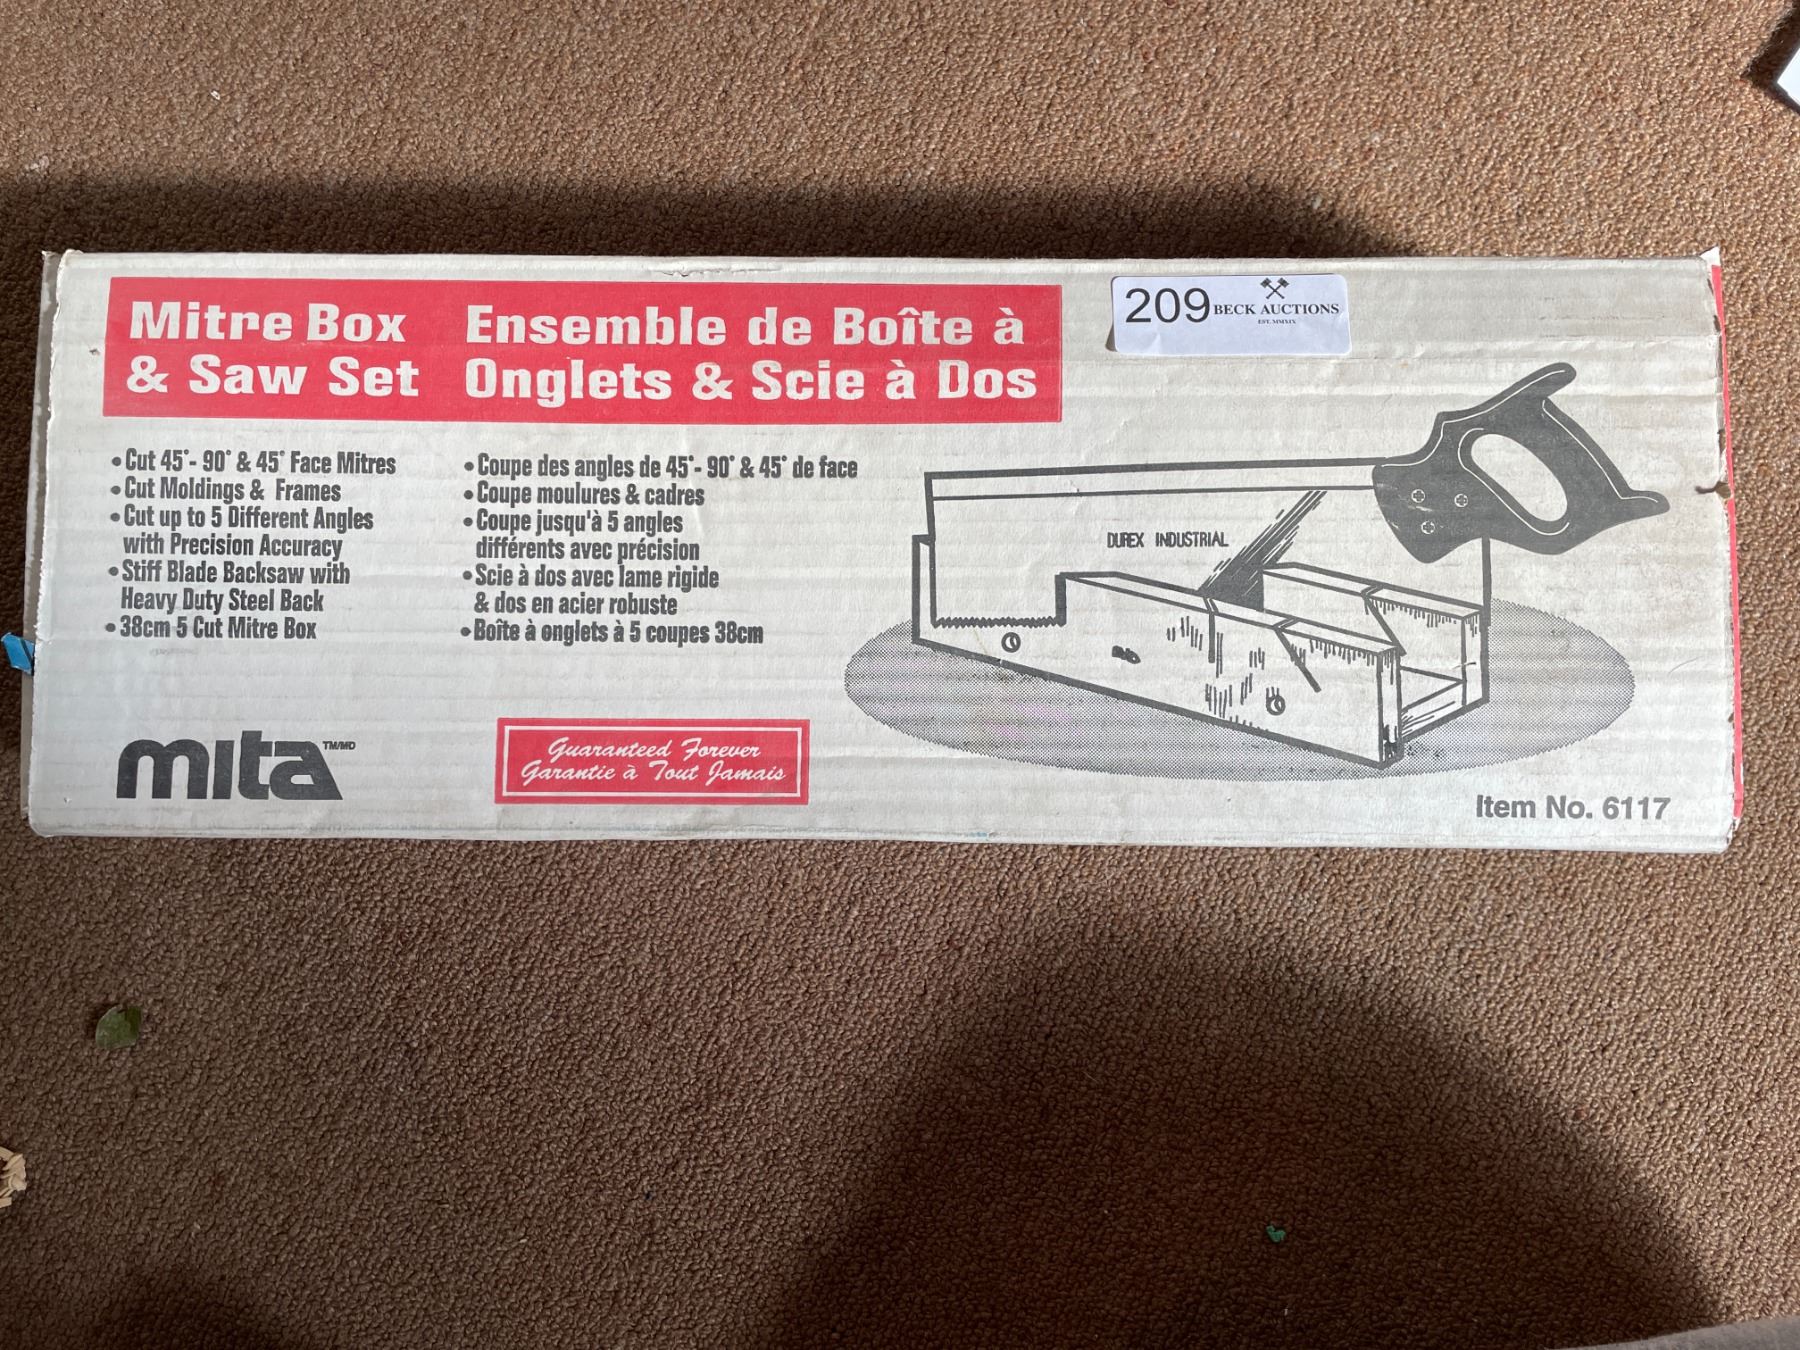 Mitre Box
& Saw Set
Ensemble de Boîte à
Onglets & Scie à Dos
209 BECK AUCTIONS
EST. MMXIX
• Cut 45°- 90° & 45° Face Mitres
• Cut Moldings & Frames
• Cut up to 5 Different Angles
with Precision Accuracy
• Stiff Blade Backsaw with
Heavy Duty Steel Back
• 38cm 5 Cut Mitre Box
• Coupe des angles de 45°- 90° & 45° de face
• Coupe moulures & cadres
• Coupe jusqu'à 5 angles
différents avec précision
• Scie à dos avec lame rigide
& dos en acier robuste
• Boîte à onglets à 5 coupes 38cm
DUREX INDUSTRIAL
mita TM/MD
Guaranteed Forever
Garantie à Tout Jamais
Item No. 6117